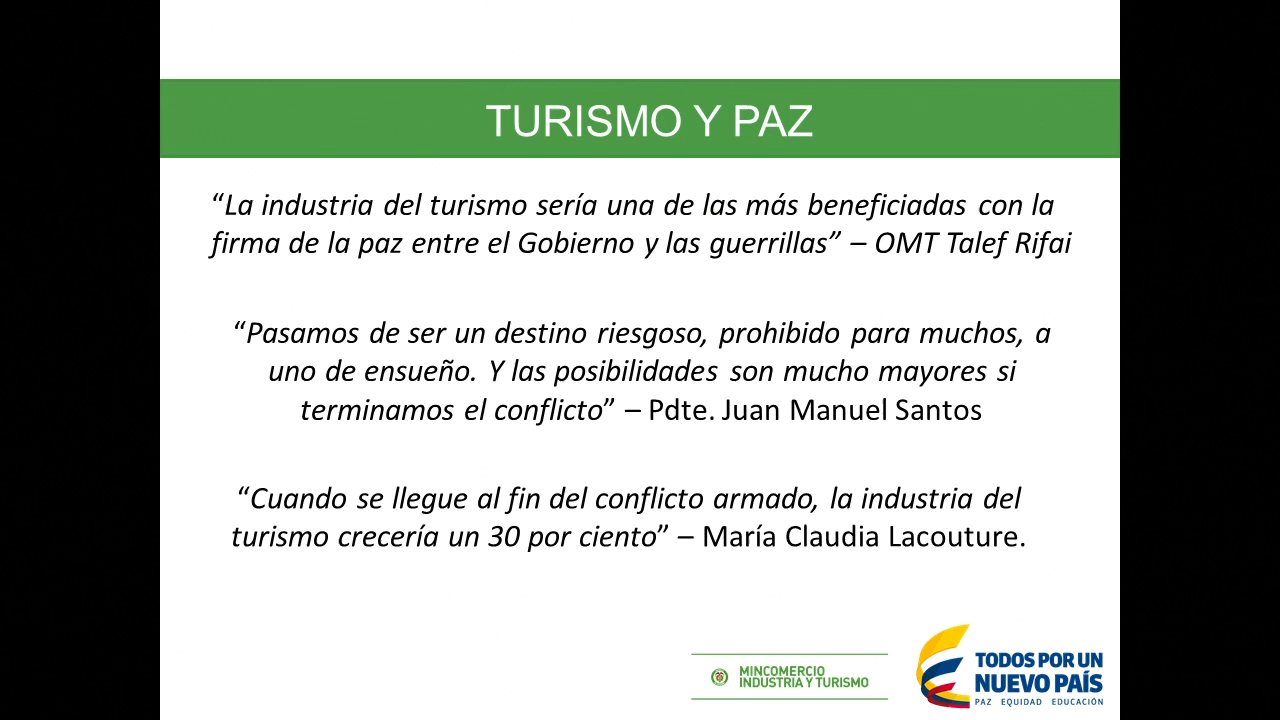 TURISMO Y PAZ
“La industria del turismo sería una de las más beneficiadas con la
firma de la paz entre el Gobierno y las guerrillas” – OMT Talef Rifai
“Pasamos de ser un destino riesgoso, prohibido para muchos, a
uno de ensueño. Y las posibilidades son mucho mayores si
terminamos el conflicto” – Pdte. Juan Manuel Santos
“Cuando se llegue al fin del conflicto armado, la industria del
turismo crecería un 30 por ciento” – María Claudia Lacouture.
MINCOMERCIO
INDUSTRIA Y TURISMO
TODOS POR UN
NUEVO PAÍS
PAZ EQUIDAD EDUCACIÓN